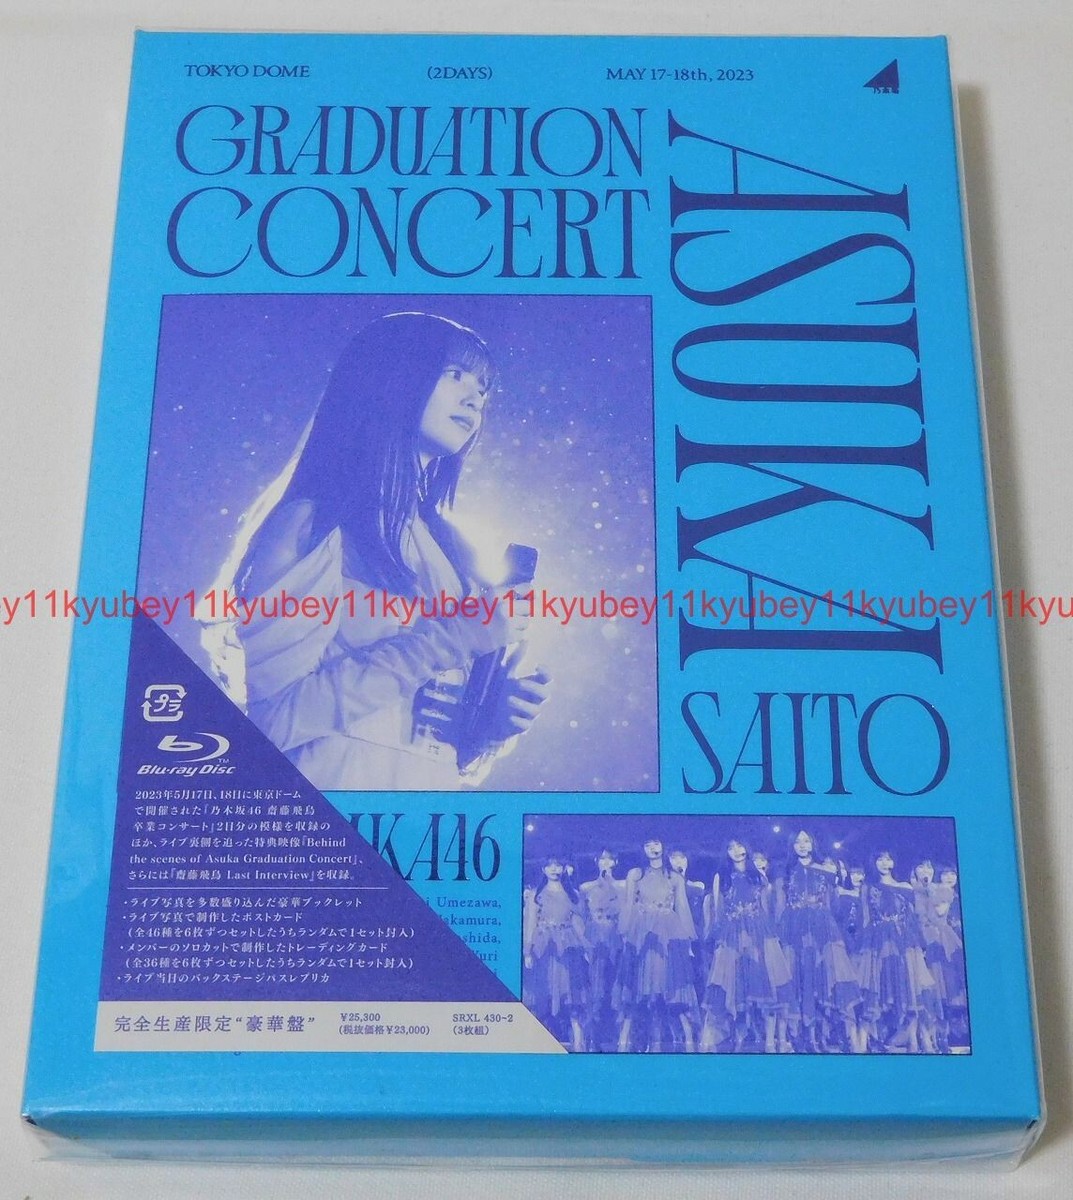 TOKYO DOME (2DAYS) MAY 17-18th, 2023
乃木坂
GRADUATION
CONCERT
ASUKA
SAITO
ey11kyubey11kyubey11kyubey11kyubey11kyubey11kyubey11kyu
プラ
Blu-ray Disc TM
2023年5月17日、18日に東京ドーム
で開催された『乃木坂46 齋藤飛鳥
卒業コンサート』2日分の模様を収録の
ほか、ライブ裏側を追った特典映像『Behind
the scenes of Asuka Graduation Concert』、
さらには『齋藤飛鳥 Last Interview』を収録。
・ライブ写真を多数盛り込んだ豪華ブックレット
・ライブ写真で制作したポストカード
(全46種を6枚ずつセットしたうちランダムで1セット封入)
・メンバーのソロカットで制作したトレーディングカード
(全36種を6枚ずつセットしたうちランダムで1セット封入)
・ライブ当日のバックステージパスレプリカ
KA46
i Umezawa,
akamura,
shida,
Yuri
完全生産限定“豪華盤” ¥25,300 SRXL 430~2
(税抜価格¥23,000) (3枚組)